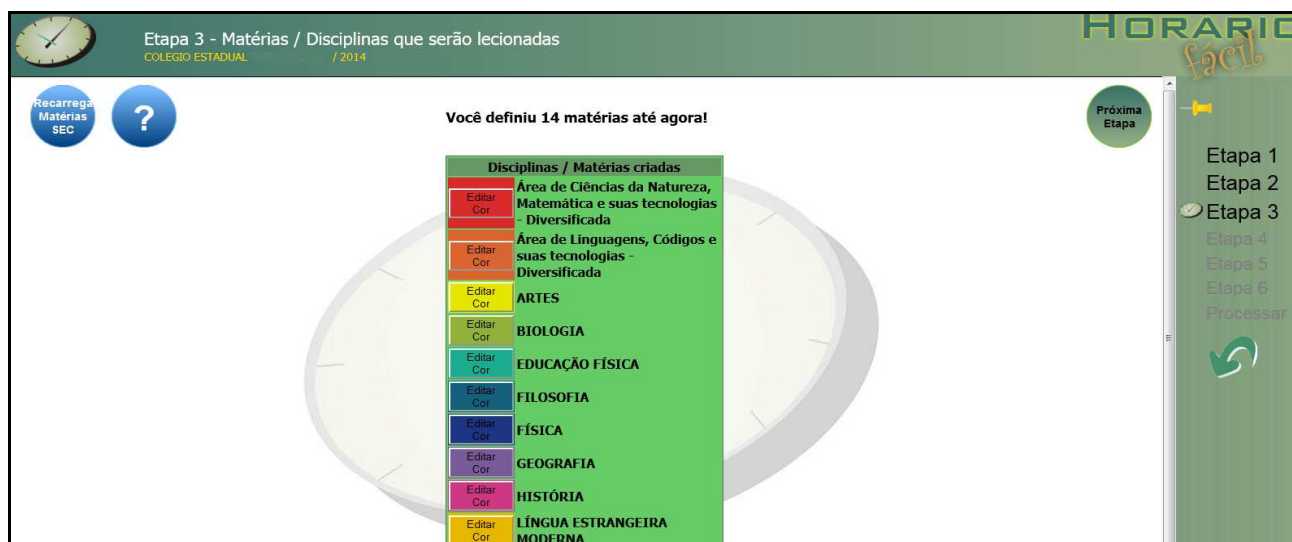 Etapa 3 - Matérias / Disciplinas que serão lecionadas
COLEGIO ESTADUAL / 2014
HORARIO
fácil
Recarrega
Matérias
SEC
?
Você definiu 14 matérias até agora!
Próxima
Etapa
Disciplinas / Matérias criadas
Editar
Cor
Área de Ciências da Natureza,
Matemática e suas tecnologias
- Diversificada
Editar
Cor
Área de Linguagens, Códigos e
suas tecnologias -
Diversificada
Editar
Cor
ARTES
Editar
Cor
BIOLOGIA
Editar
Cor
EDUCAÇÃO FÍSICA
Editar
Cor
FILOSOFIA
Editar
Cor
FÍSICA
Editar
Cor
GEOGRAFIA
Editar
Cor
HISTÓRIA
Editar
Cor
LÍNGUA ESTRANGEIRA
MODERNA
Etapa 1
Etapa 2
Etapa 3
Etapa 4
Etapa 5
Etapa 6
Processar